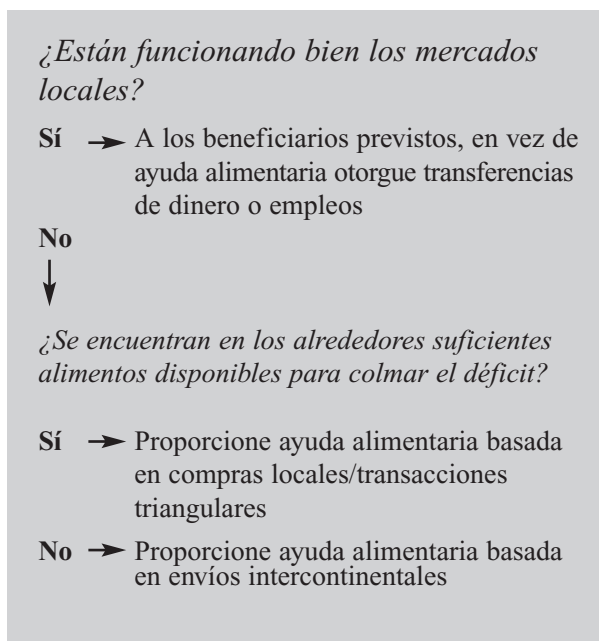 ¿Están funcionando bien los mercados
locales?
Sí → A los beneficiarios previstos, en vez de
ayuda alimentaria otorgue transferencias
de dinero o empleos
No
↓
¿Se encuentran en los alrededores suficientes
alimentos disponibles para colmar el déficit?
Sí → Proporcione ayuda alimentaria basada
en compras locales/transacciones
triangulares
No → Proporcione ayuda alimentaria basada
en envíos intercontinentales